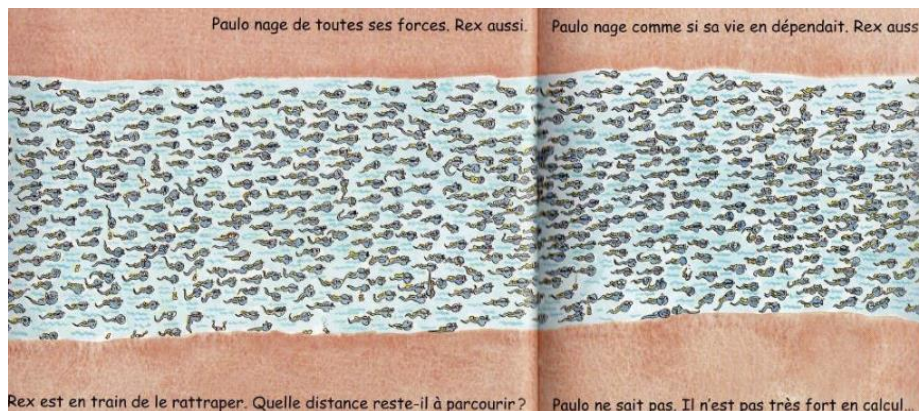 Paulo nage de toutes ses forces. Rex aussi.
Rex est en train de le rattraper. Quelle distance reste-il à parcourir?
Paulo nage comme si sa vie en dépendait. Rex auss
Paulo ne sait pas. Il n'est pas très fort en calcul...